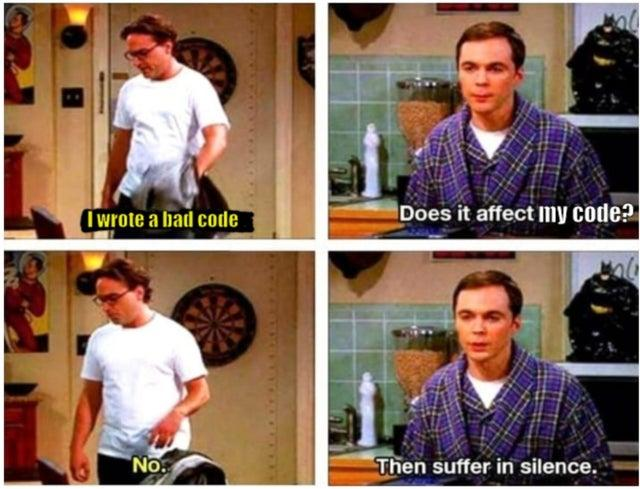 I wrote a bad code
Does it affect my code?
No.
Then suffer in silence.